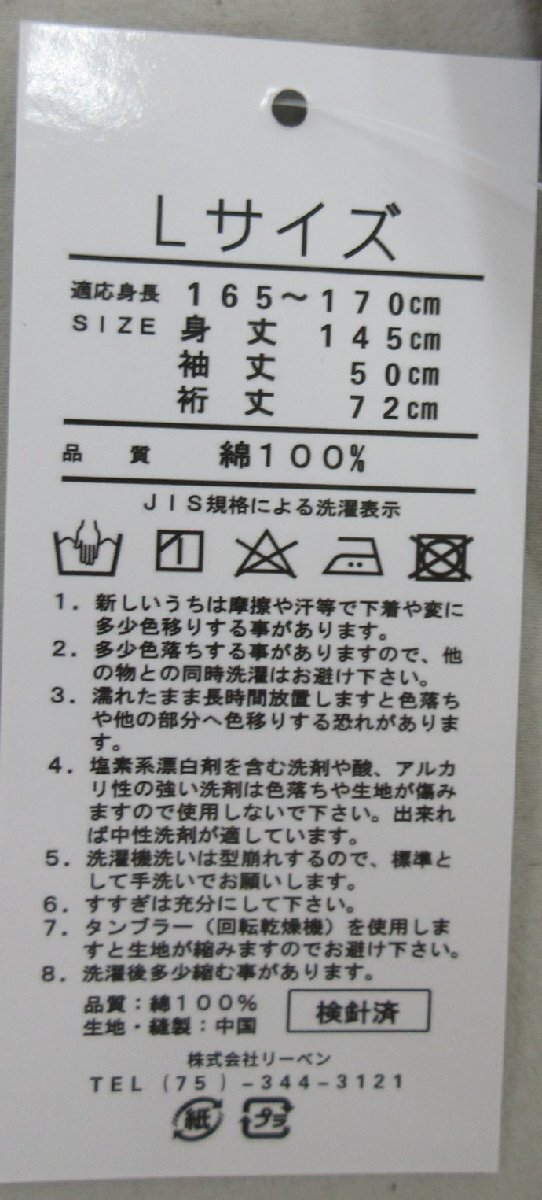 Lサイズ
適応身長 165～170cm
SIZE 身丈 145cm
袖丈 50cm
裄丈 72cm
品質 綿100%
JIS規格による洗濯表示
1. 新しいうちは摩擦や汗等で下着や変に
多少色移りする事があります。
2. 多少色落ちする事がありますので、他
の物との同時洗濯はお避け下さい。
3. 濡れたまま長時間放置しますと色落ち
や他の部分へ色移りする恐れがありま
す。
4. 塩素系漂白剤を含む洗剤や酸、アルカ
リ性の強い洗剤は色落ちや生地が傷み
ますので使用しないで下さい。出来れ
ば中性洗剤が適しています。
5. 洗濯機洗いは型崩れするので、標準と
して手洗いでお願いします。
6. すすぎは充分にして下さい。
7. タンブラー（回転乾燥機）を使用しま
すと生地が縮みますのでお避け下さい。
8. 洗濯後多少縮む事があります。
品質：綿100%
生地・縫製：中国
検針済
株式会社リーベン
TEL (75)-344-3121
紙 プラ